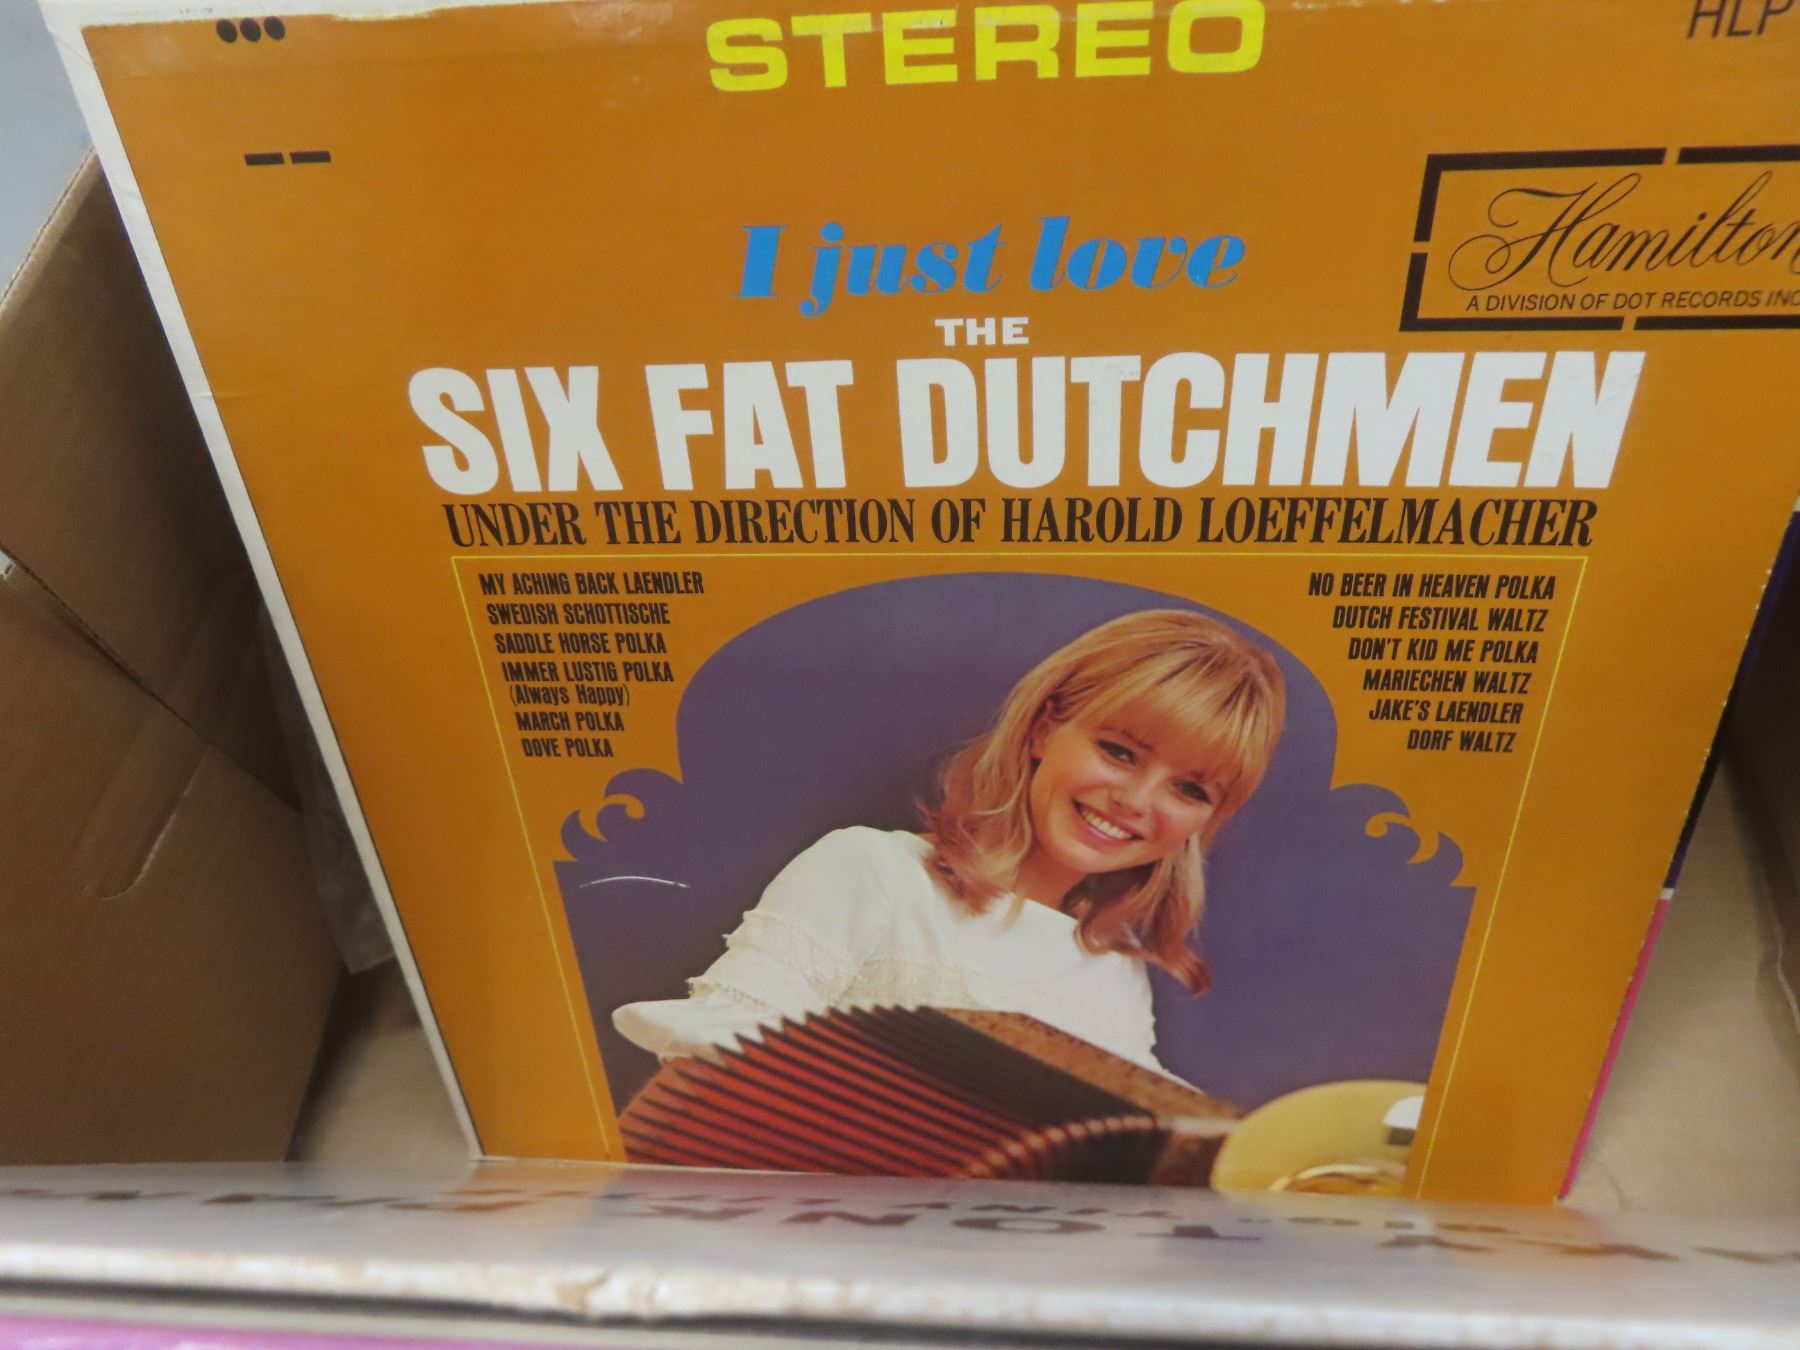 STEREO
HLP
Hamilton
A DIVISION OF DOT RECORDS INC
I just love
THE
SIX FAT DUTCHMEN
UNDER THE DIRECTION OF HAROLD LOEFFELMACHER
MY ACHING BACK LAENDLER
SWEDISH SCHOTTISCHE
SADDLE HORSE POLKA
IMMER LUSTIG POLKA
(Always Happy)
MARCH POLKA
DOVE POLKA
NO BEER IN HEAVEN POLKA
DUTCH FESTIVAL WALTZ
DON'T KID ME POLKA
MARIECHEN WALTZ
JAKE'S LAENDLER
DORF WALTZ